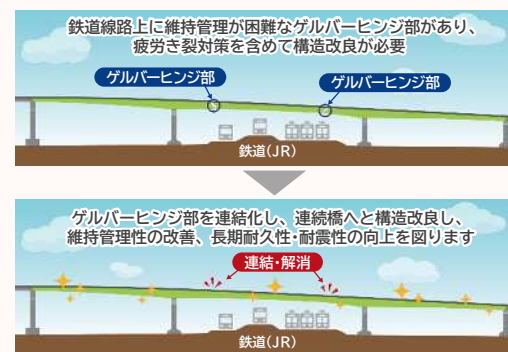 鉄道線路上に維持管理が困難なゲルバーヒンジ部があり、
疲労き裂対策を含めて構造改良が必要
ゲルバーヒンジ部
ゲルバーヒンジ部
鉄道(JR)
ゲルバーヒンジ部を連結化し、連続橋へと構造改良し、
維持管理性の改善、長期耐久性・耐震性の向上を図ります
連結・解消
鉄道(JR)